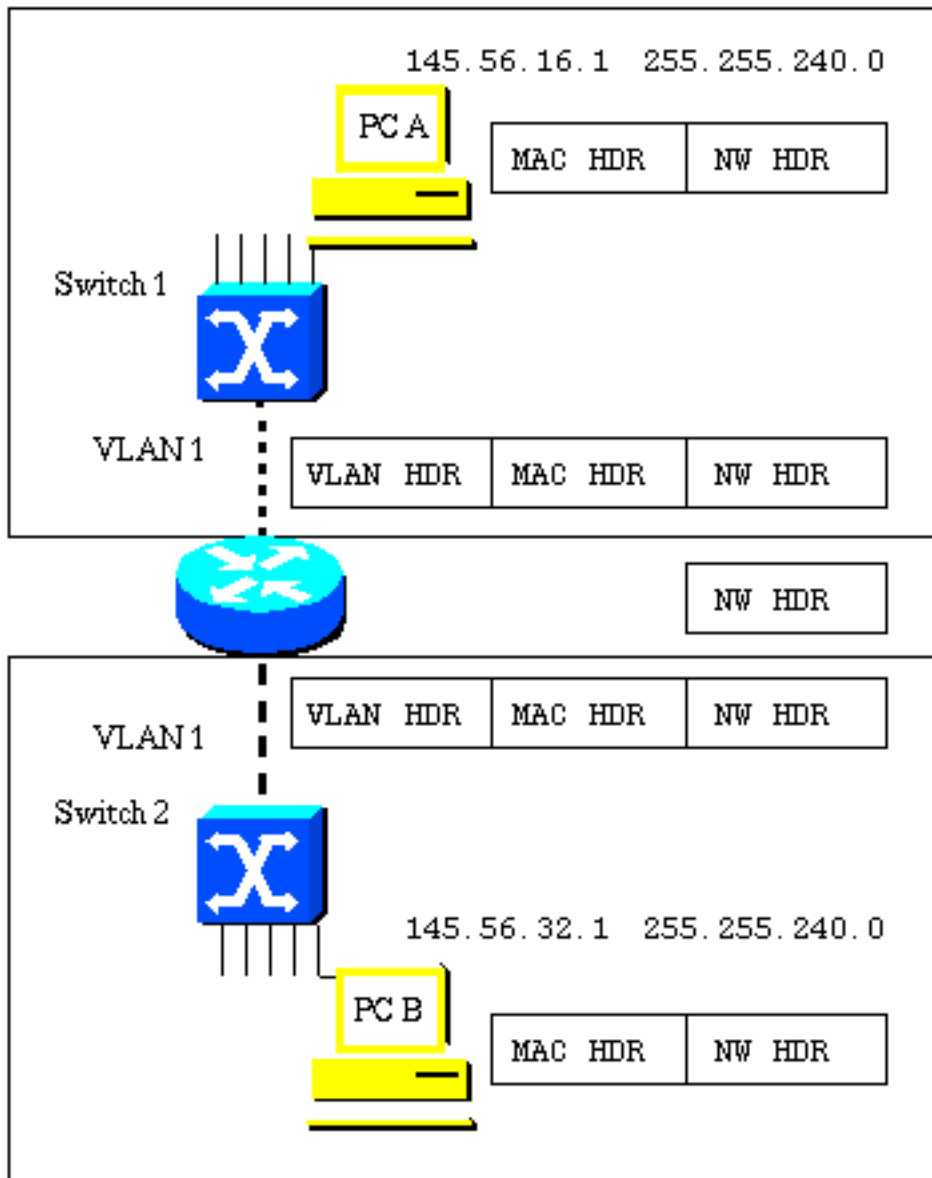 145.56.16.1 255.255.240.0
PC A
MAC HDR NW HDR
Switch 1
VLAN 1
VLAN HDR MAC HDR NW HDR
NW HDR
VLAN HDR MAC HDR NW HDR
VLAN 1
Switch 2
145.56.32.1 255.255.240.0
PC B
MAC HDR NW HDR